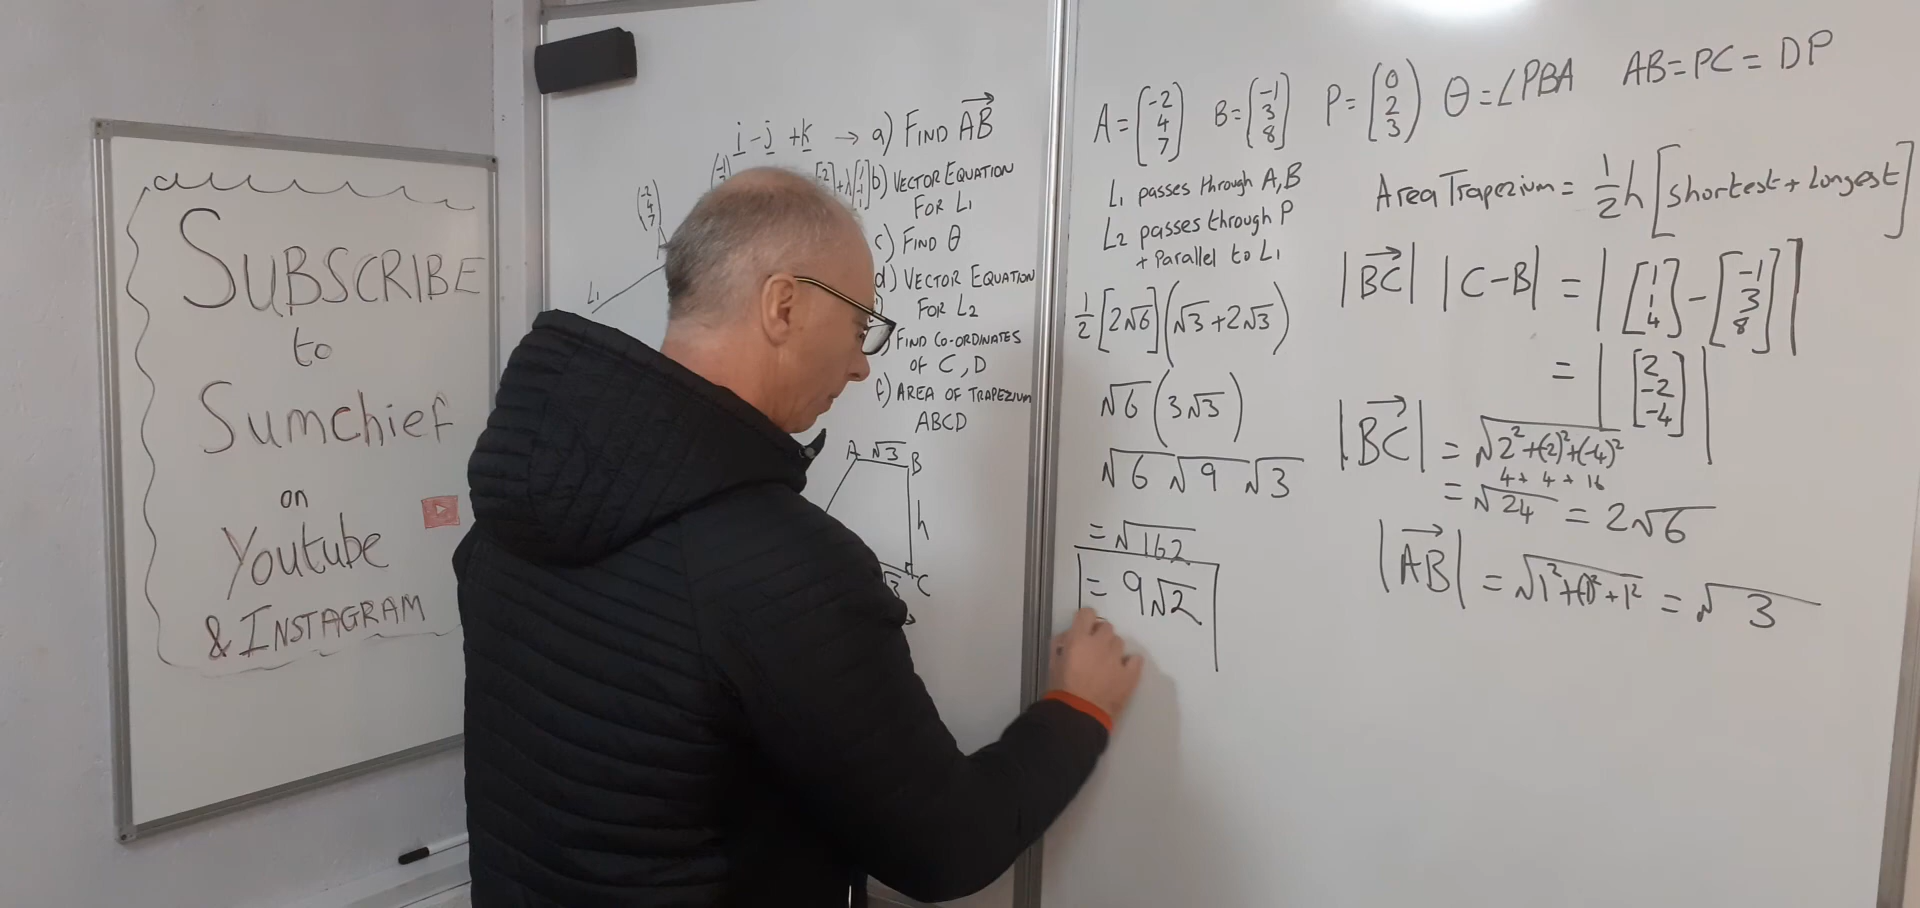 SUBSCRIBE
to
Sumchief
on
Youtube
& INSTAGRAM
i - j + k → a) FIND AB
b) VECTOR EQUATION
FOR L1
c) FIND θ
d) VECTOR EQUATION
FOR L2
FIND CO-ORDINATES
OF C, D
f) AREA OF TRAPEZIUM
ABCD
(-2 4 7)
A
L1
A √3 B
h
C
A = (-2 4 7) B = (-1 3 8) P = (0 2 3) θ = ∠PBA AB = PC = DP
L1 passes through A, B
L2 passes through P
+ Parallel to L1
1/2 [2√6] (√3 + 2√3)
√6 (3√3)
√6 √9 √3
= √162
= 9√2
Area Trapezium = 1/2 h [shortest + Longest]
|BC| |C - B| = | [1 1 4] - [-1 3 8] |
= | [2 -2 -4] |
|BC| = √2² + (-2)² + (-4)²
4 + 4 + 16
= √24 = 2√6
|AB| = √1² + (-1)² + 1² = √3